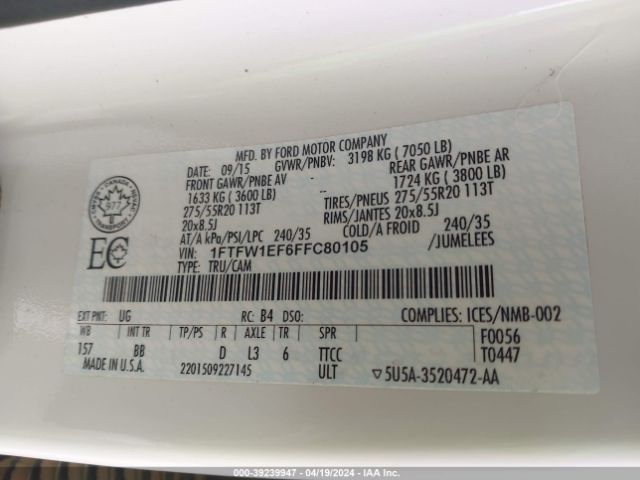 MFD. BY FORD MOTOR COMPANY
DATE: 09/15 GVWR/PNBV: 3198 KG ( 7050 LB)
FRONT GAWR/PNBE AV REAR GAWR/PNBE AR
1633 KG ( 3600 LB) 1724 KG ( 3800 LB)
275/55R20 113T TIRES/PNEUS 275/55R20 113T
20x8.5J RIMS/JANTES 20x8.5J
AT/A kPa/PSI/LPC 240/35 COLD/A FROID 240/35
VIN: 1FTFW1EF6FFC80105 /JUMELEES
TYPE: TRU/CAM
CANADA
TRANSPORT
EC
EXT PNT: UG RC: B4 DSO: COMPLIES: ICES/NMB-002
WB INT TR TP/PS R AXLE TR SPR F0056
157 BB D L3 6 TTCC T0447
MADE IN U.S.A. 2201509227145 ULT ▽5U5A-3520472-AA
000-39239947 - 04/19/2024 - IAA Inc.